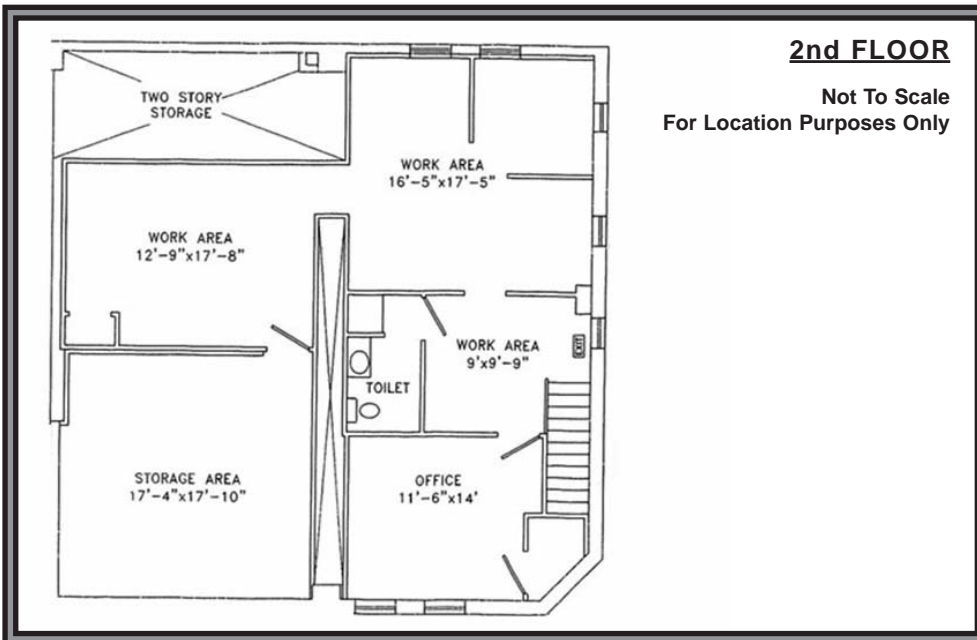 2nd FLOOR
Not To Scale
For Location Purposes Only
TWO STORY
STORAGE
WORK AREA
16'-5"x17'-5"
WORK AREA
12'-9"x17'-8"
WORK AREA
9'x9'-9"
EXIT
TOILET
STORAGE AREA
17'-4"x17'-10"
OFFICE
11'-6"x14'